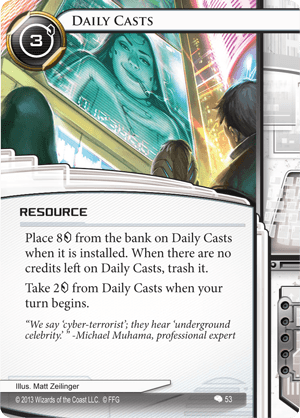 3
DAILY CASTS
RESOURCE
Place 8 from the bank on Daily Casts
when it is installed. When there are no
credits left on Daily Casts, trash it.
Take 2 from Daily Casts when your
turn begins.
“We say ‘cyber-terrorist’; they hear ‘underground
celebrity.’ ” -Michael Muhama, professional expert
Illus. Matt Zeilinger
© 2013 Wizards of the Coast LLC. © FFG
53